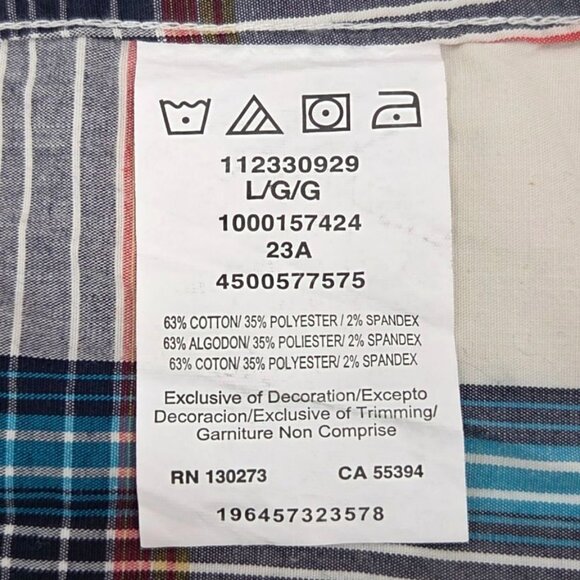 112330929
L/G/G
1000157424
23A
4500577575
63% COTTON/ 35% POLYESTER / 2% SPANDEX
63% ALGODON/ 35% POLIESTER / 2% SPANDEX
63% COTON/ 35% POLYESTER / 2% SPANDEX
Exclusive of Decoration/Excepto
Decoracion/Exclusive of Trimming/
Garniture Non Comprise
RN 130273 CA 55394
196457323578